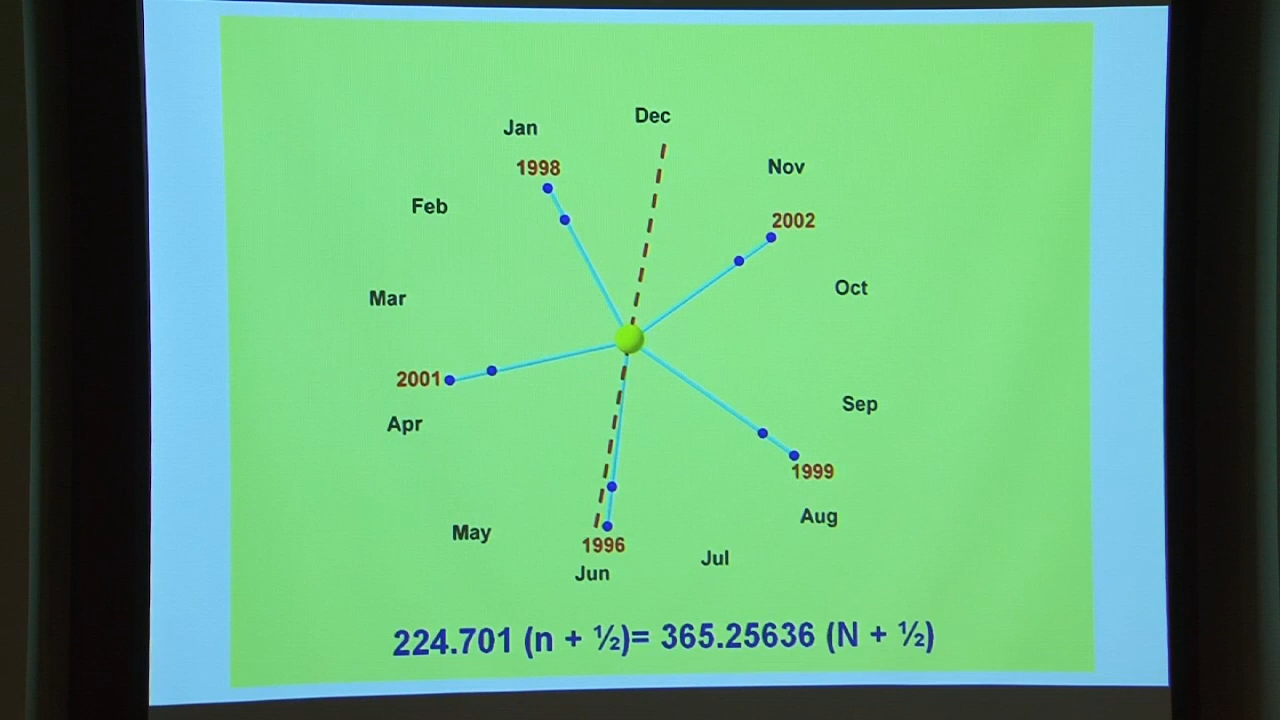 Dec
Jan
1998
Nov
Feb
2002
Oct
Mar
2001
Apr
Sep
1999
Aug
May
1996
Jul
Jun
224.701 (n + ½)= 365.25636 (N + ½)